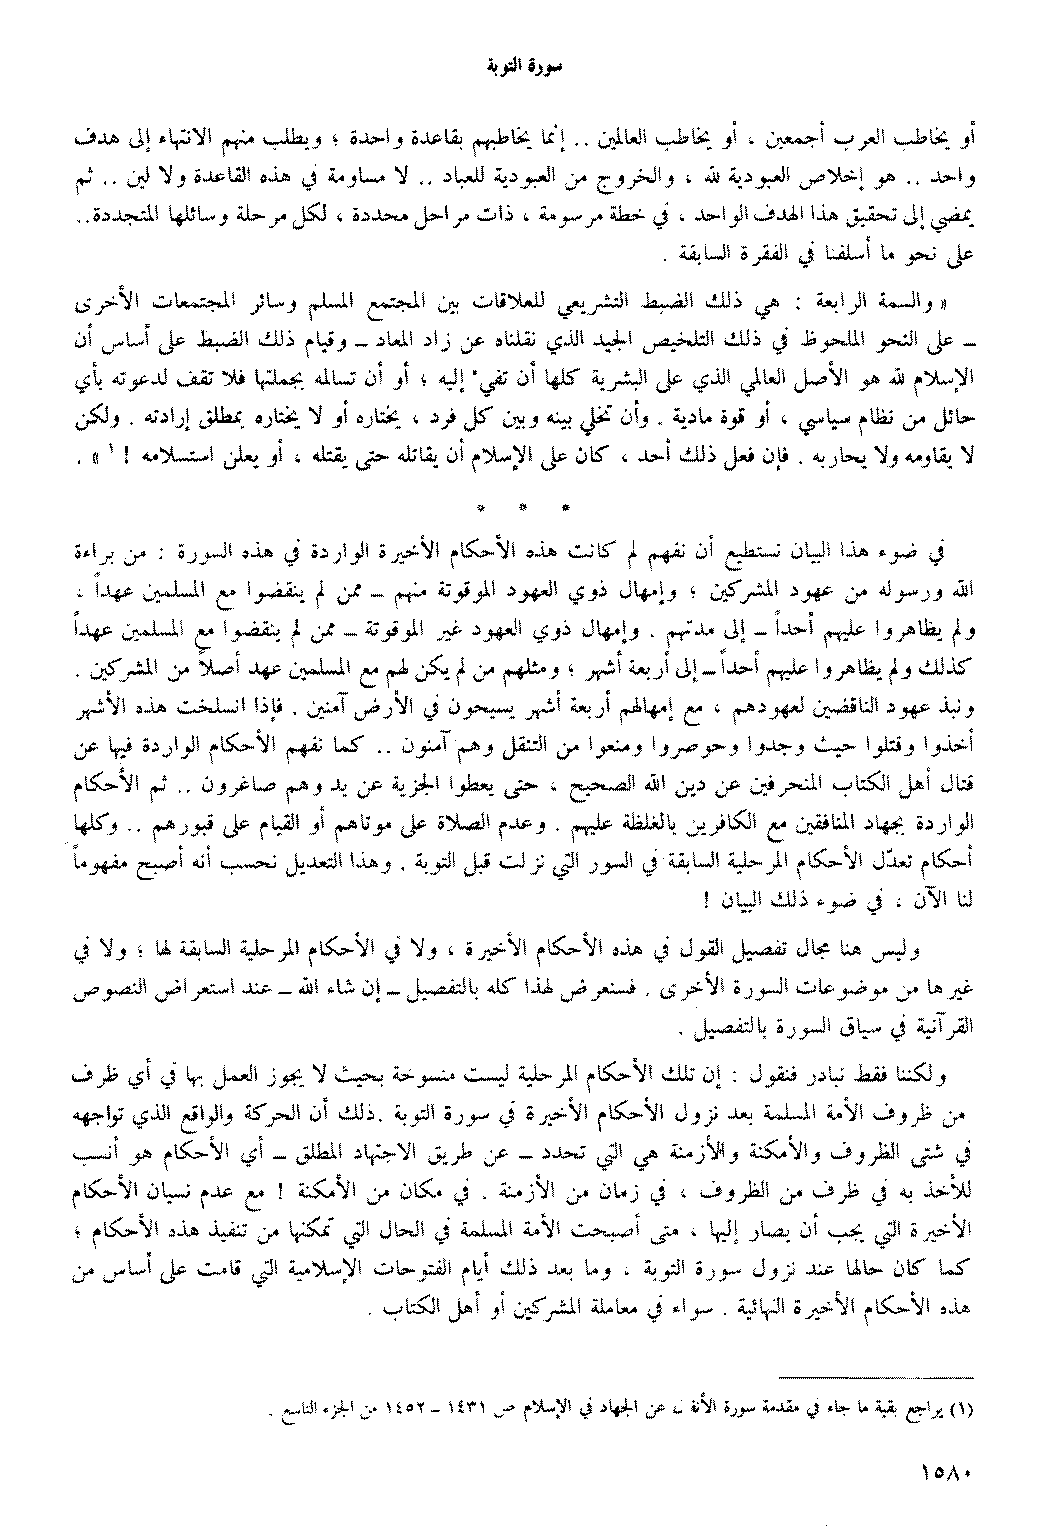 سورة التوبة
أو يخاطب العرب أجمعين ، أو يخاطب العالمين .. إنما يخاطبهم بقاعدة واحدة ؛ ويطلب منهم الانتهاء إلى هدف
واحد .. هو إخلاص العبودية لله ، والخروج من العبودية للعباد .. لا مساومة في هذه القاعدة ولا لين .. ثم
يمضي إلى تحقيق هذا الهدف الواحد ، في خطة مرسومة ، ذات مراحل محددة ، لكل مرحلة وسائلها المتجددة..
على نحو ما أسلفنا في الفقرة السابقة .
« والسمة الرابعة : هي ذلك الضبط التشريعي للعلاقات بين المجتمع المسلم وسائر المجتمعات الأخرى
ـ على النحو الملحوظ في ذلك التلخيص الجيد الذي نقلناه عن زاد المعاد ـ وقيام ذلك الضبط على أساس أن
الإسلام لله هو الأصل العالمي الذي على البشرية كلها أن تفيء إليه ؛ أو أن تسالمه بجملتها فلا تقف لدعوته بأي
حائل من نظام سياسي ، أو قوة مادية . وأن تخلي بينه وبين كل فرد ، يختاره أو لا يختاره بمطلق إرادته . ولكن
لا يقاومه ولا يحاربه . فإن فعل ذلك أحد ، كان على الإسلام أن يقاتله حتى يقتله ، أو يعلن استسلامه ! ١ » .
* * *
في ضوء هذا البيان نستطيع أن نفهم لم كانت هذه الأحكام الأخيرة الواردة في هذه السورة : من براءة
الله ورسوله من عهود المشركين ؛ وإمهال ذوي العهود الموقوتة منهم ـ ممن لم ينقضوا مع المسلمين عهداً ،
ولم يظاهروا عليهم أحداً ـ إلى مدتهم . وإمهال ذوي العهود غير الموقوتة ـ ممن لم ينقضوا مع المسلمين عهداً
كذلك ولم يظاهروا عليهم أحداً ـ إلى أربعة أشهر ؛ ومثلهم من لم يكن لهم مع المسلمين عهد أصلاً من المشركين .
ونبذ عهود الناقضين لعهودهم ، مع إمهالهم أربعة أشهر يسيحون في الأرض آمنين . فإذا انسلخت هذه الأشهر
أخذوا وقتلوا حيث وجدوا وحوصروا ومنعوا من التنقل وهم آمنون .. كما نفهم الأحكام الواردة فيها عن
قتال أهل الكتاب المنحرفين عن دين الله الصحيح ، حتى يعطوا الجزية عن يد وهم صاغرون .. ثم الأحكام
الواردة بجهاد المنافقين مع الكافرين بالغلظة عليهم . وعدم الصلاة على موتاهم أو القيام على قبورهم .. وكلها
أحكام تعدّل الأحكام المرحلية السابقة في السور التي نزلت قبل التوبة . وهذا التعديل نحسب أنه أصبح مفهوماً
لنا الآن ، في ضوء ذلك البيان !
وليس هنا مجال تفصيل القول في هذه الأحكام الأخيرة ، ولا في الأحكام المرحلية السابقة لها ؛ ولا في
غيرها من موضوعات السورة الأخرى . فسنعرض لهذا كله بالتفصيل ـ إن شاء الله ـ عند استعراض النصوص
القرآنية في سياق السورة بالتفصيل .
ولكننا فقط نبادر فنقول : إن تلك الأحكام المرحلية ليست منسوخة بحيث لا يجوز العمل بها في أي ظرف
من ظروف الأمة المسلمة بعد نزول الأحكام الأخيرة في سورة التوبة .ذلك أن الحركة والواقع الذي تواجهه
في شتى الظروف والأمكنة والأزمنة هي التي تحدد ـ عن طريق الاجتهاد المطلق ـ أي الأحكام هو أنسب
للأخذ به في ظرف من الظروف ، في زمان من الأزمنة . في مكان من الأمكنة ! مع عدم نسيان الأحكام
الأخيرة التي يجب أن يصار إليها ، متى أصبحت الأمة المسلمة في الحال التي تمكنها من تنفيذ هذه الأحكام ؛
كما كان حالها عند نزول سورة التوبة ، وما بعد ذلك أيام الفتوحات الإسلامية التي قامت على أساس من
هذه الأحكام الأخيرة النهائية . سواء في معاملة المشركين أو أهل الكتاب .
(١) يراجع بقية ما جاء في مقدمة سورة عن الجهاد في الإسلام ص ١٤٣١ ـ ١٤٥٢ من الجزء التاسع .
١٥٨٠